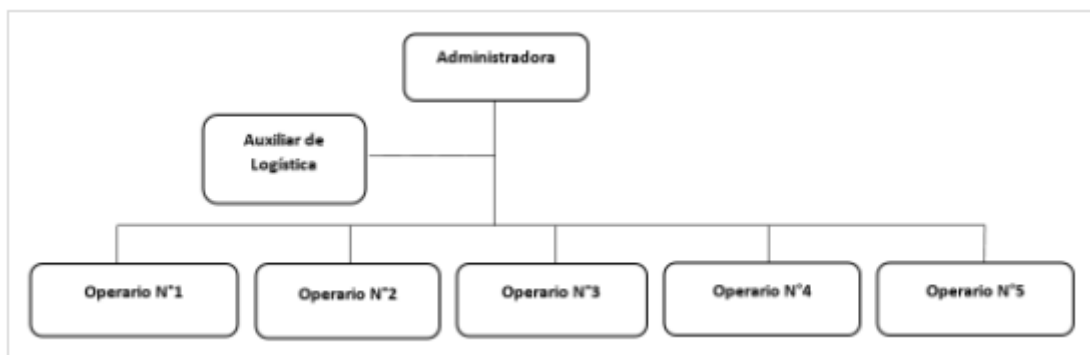 Administradora
Auxiliar de
Logística
Operario N°1
Operario N°2
Operario N°3
Operario N°4
Operario N°5